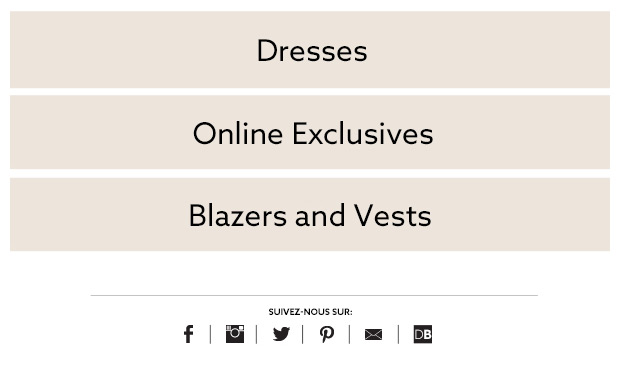 Dresses
Online Exclusives
Blazers and Vests
SUIVEZ-NOUS SUR:
DB